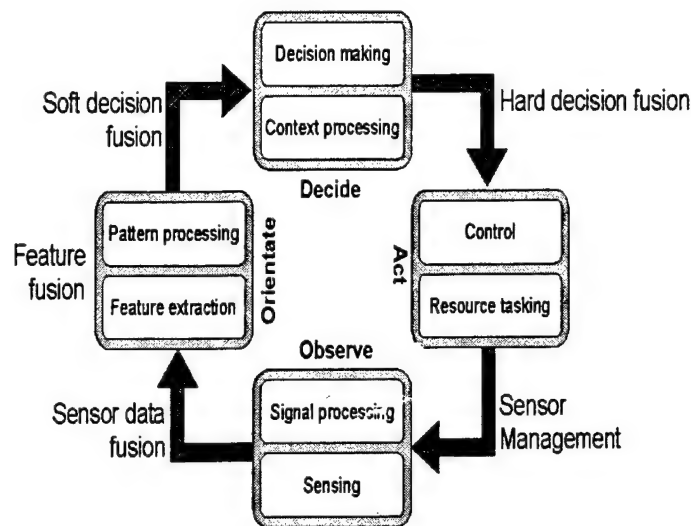 Decision making
Context processing
Decide
Soft decision
fusion
Hard decision fusion
Pattern processing
Feature extraction
Orientate
Feature
fusion
Control
Resource tasking
Act
Observe
Signal processing
Sensing
Sensor data
fusion
Sensor
Management